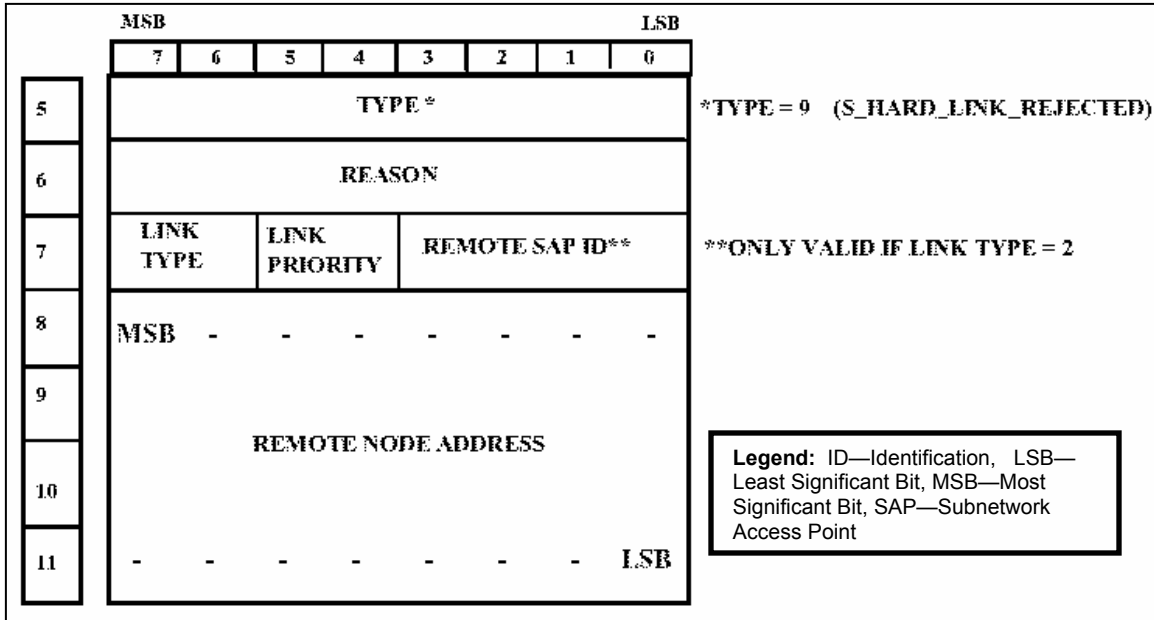 MSB LSB
7 6 5 4 3 2 1 0
5 TYPE * *TYPE = 9 (S_HARD_LINK_REJECTED)
6 REASON
7 LINK TYPE LINK PRIORITY REMOTE SAP ID** **ONLY VALID IF LINK TYPE = 2
8 MSB - - - - - - -
9
REMOTE NODE ADDRESS
10
11 - - - - - - - LSB
Legend: ID—Identification, LSB—
Least Significant Bit, MSB—Most
Significant Bit, SAP—Subnetwork
Access Point